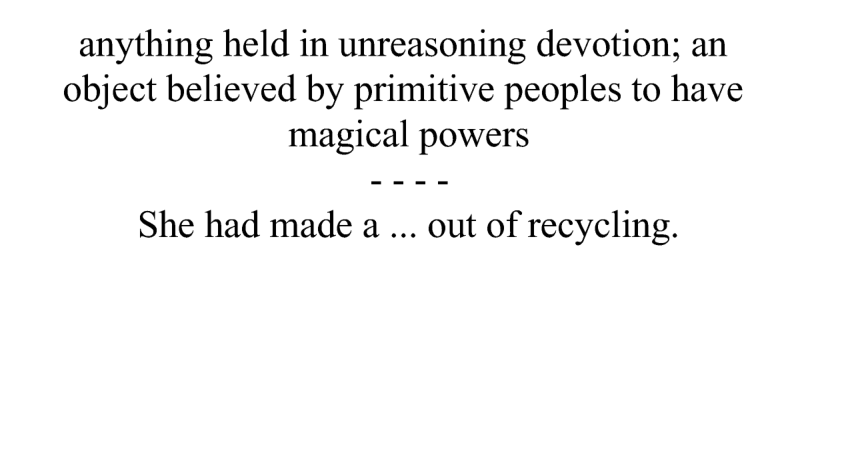 anything held in unreasoning devotion; an
object believed by primitive peoples to have
magical powers
- - - -
She had made a ... out of recycling.